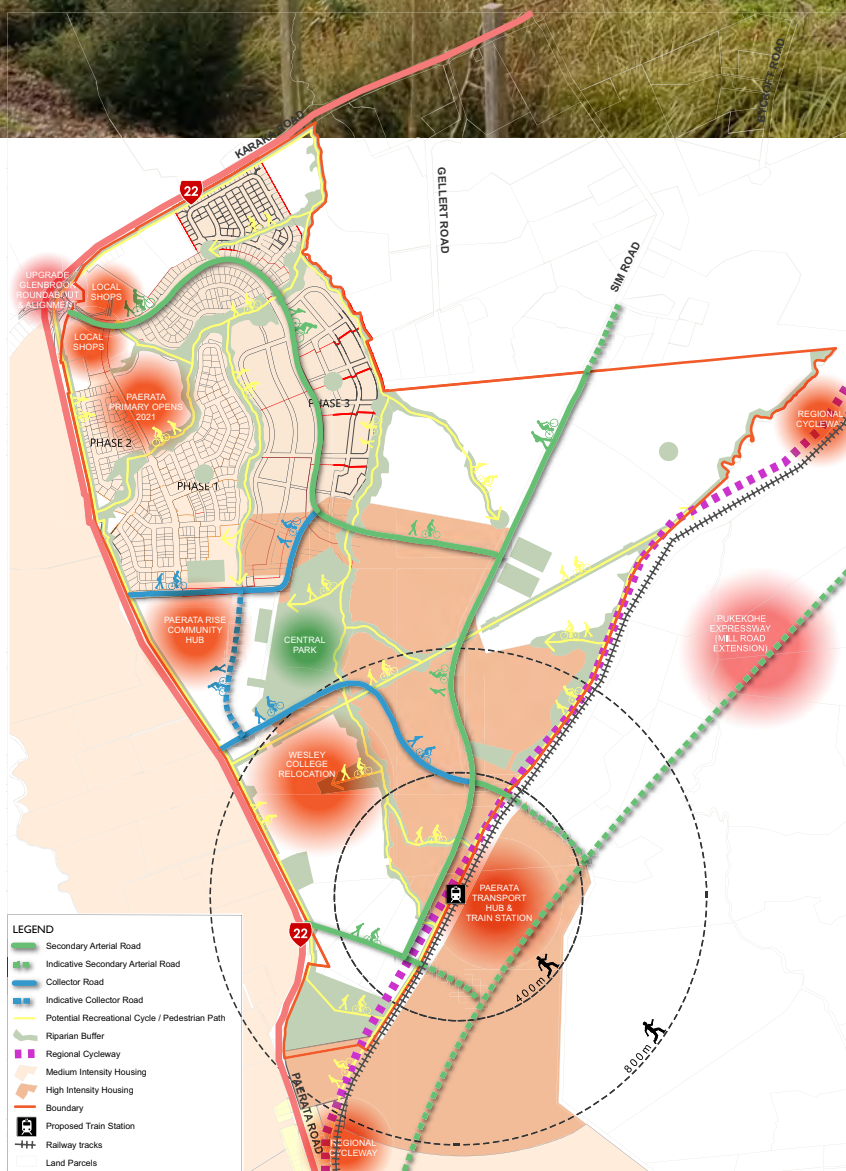 KARAKA ROAD
22
GELLERT ROAD
SIM ROAD
UPGRADE
GLENBROOK
ROUNDABOUT
& ALIGNMENT
LOCAL
SHOPS
LOCAL
SHOPS
PAERATA
PRIMARY OPENS
2021
PHASE 2
PHASE 3
PHASE 1
REGIONAL
CYCLEWAY
PAERATA RISE
COMMUNITY
HUB
CENTRAL
PARK
PUKEKOHE
EXPRESSWAY
(MILL ROAD
EXTENSION)
WESLEY
COLLEGE
RELOCATION
PAERATA
TRANSPORT
HUB &
TRAIN STATION
22
400m
800m
PAERATA ROAD
REGIONAL
CYCLEWAY
LEGEND
Secondary Arterial Road
Indicative Secondary Arterial Road
Collector Road
Indicative Collector Road
Potential Recreational Cycle / Pedestrian Path
Riparian Buffer
Regional Cycleway
Medium Intensity Housing
High Intensity Housing
Boundary
Proposed Train Station
Railway tracks
Land Parcels